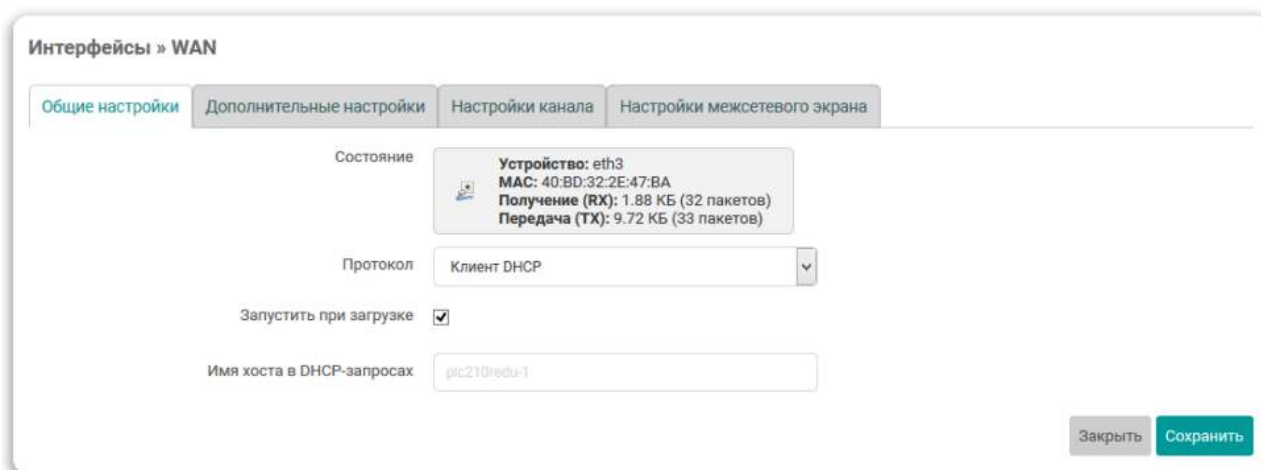 Интерфейсы » WAN
Общие настройки Дополнительные настройки Настройки канала Настройки межсетевого экрана
Состояние
Устройство: eth3
MAC: 40:BD:32:2E:47:BA
Получение (RX): 1.88 КБ (32 пакетов)
Передача (TX): 9.72 КБ (33 пакетов)
Протокол Клиент DHCP
Запустить при загрузке
Имя хоста в DHCP-запросах plc210redu-1
Закрыть Сохранить